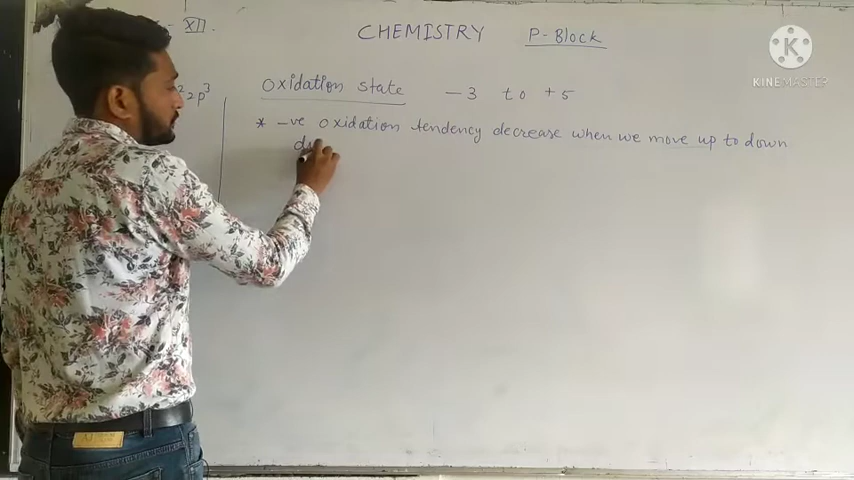 - XII.
CHEMISTRY P-Block
2p³
Oxidation state -3 to +5
* -ve oxidation tendency decrease when we move up to down
K
KINEMASTER